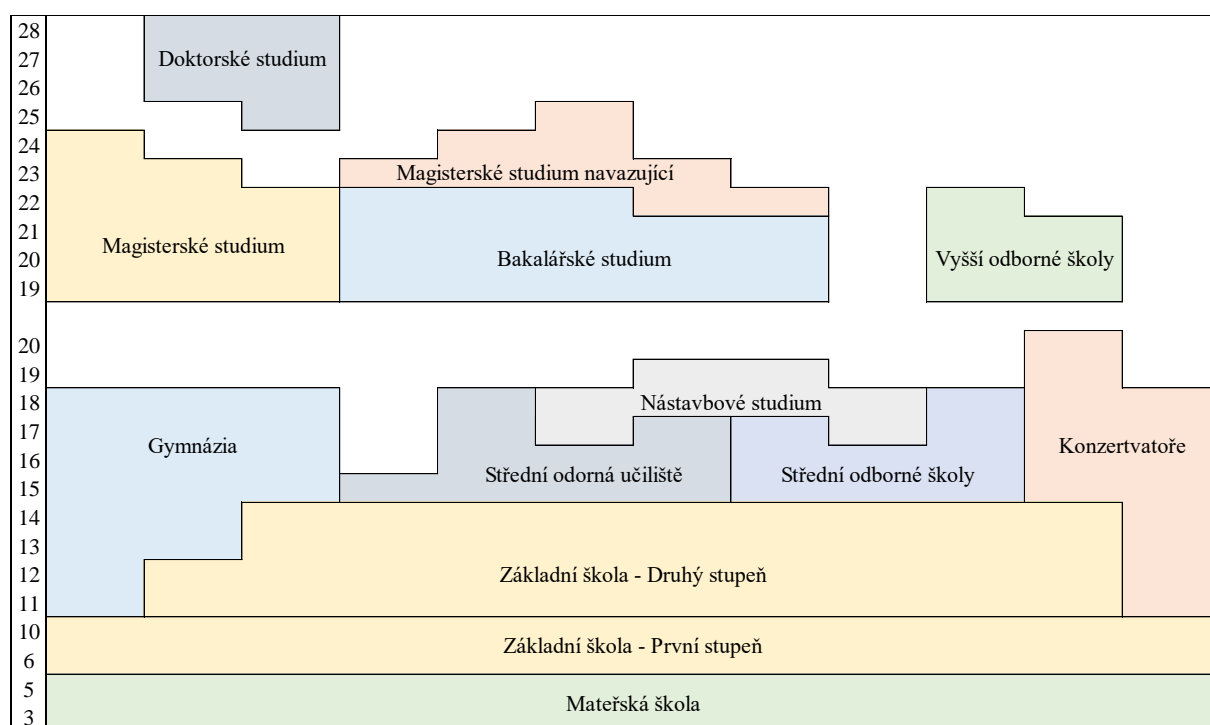 28
27
Doktorské studium
26
25
24
23
Magisterské studium navazující
22
21
Magisterské studium
20
Bakalářské studium
Vyšší odborné školy
19
20
19
18
Nástavbové studium
17
Gymnázia
Konzertvatoře
16
15
Střední odorná učiliště
Střední odborné školy
14
13
12
Základní škola - Druhý stupeň
11
10
6
Základní škola - První stupeň
5
3
Mateřská škola